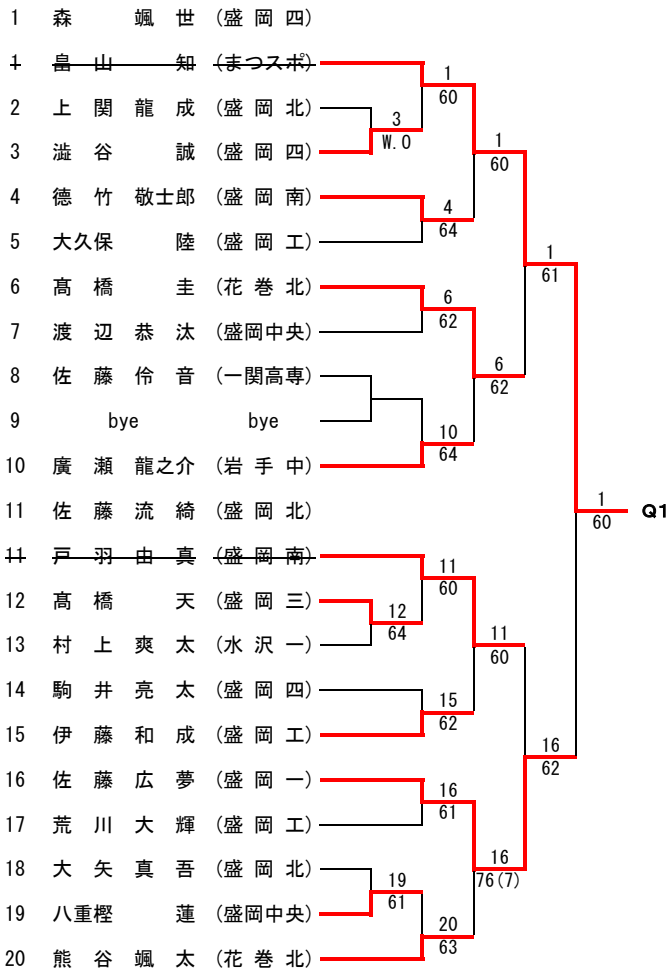 1 森 颯 世 (盛 岡 四)
1 畠 山 知 (まつスポ)
1
60
2 上 関 龍 成 (盛 岡 北)
3
W.O
3 澁 谷 誠 (盛 岡 四)
1
60
4 德 竹 敬士郎 (盛 岡 南)
4
64
5 大久保 陸 (盛 岡 工)
1
61
6 髙 橋 圭 (花 巻 北)
6
62
7 渡 辺 恭 汰 (盛岡中央)
6
62
8 佐 藤 伶 音 (一関高専)
9 bye bye
10
64
10 廣 瀬 龍之介 (岩 手 中)
11 佐 藤 流 綺 (盛 岡 北)
1
60
Q1
11 戸 羽 由 真 (盛 岡 南)
11
60
12 髙 橋 天 (盛 岡 三)
12
64
13 村 上 爽 太 (水 沢 一)
11
60
14 駒 井 亮 太 (盛 岡 四)
15
62
15 伊 藤 和 成 (盛 岡 工)
16
62
16 佐 藤 広 夢 (盛 岡 一)
16
61
17 荒 川 大 輝 (盛 岡 工)
16
76(7)
18 大 矢 真 吾 (盛 岡 北)
19
61
19 八重樫 蓮 (盛岡中央)
20
63
20 熊 谷 颯 太 (花 巻 北)